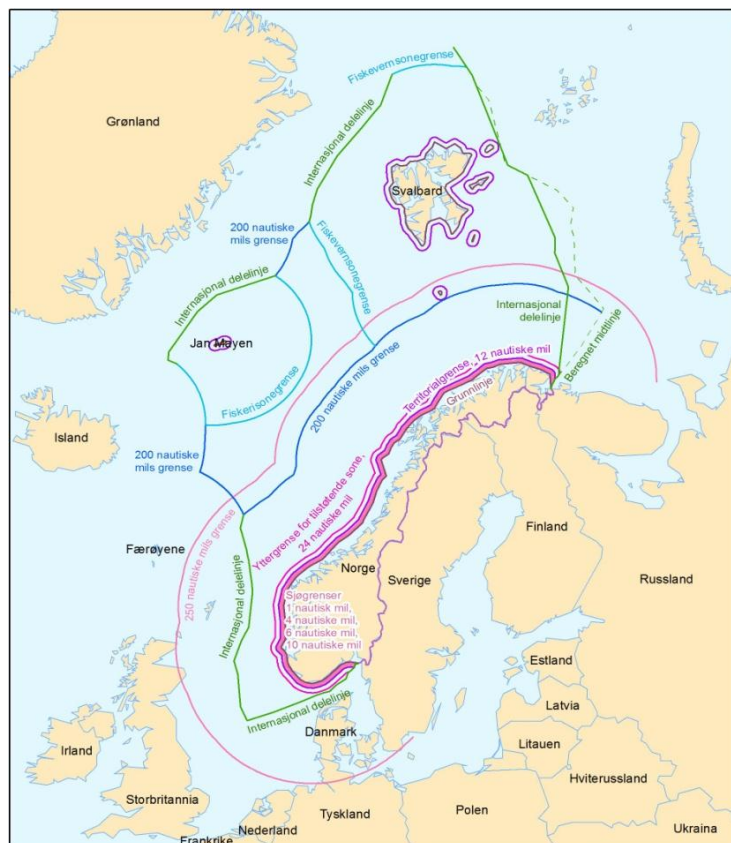 Fiskevernsonegrense
Grønland
Internasjonal delelinje
Svalbard
200 nautiske
mils grense
Fiskevernsonegrense
Internasjonal delelinje
Internasjonal
delelinje
Beregnet midtlinje
Jan Mayen
200 nautiske mils grense
Territorialgrense, 12 nautiske mil
Grunnlinje
Fiskerisonegrense
Island
200 nautiske
mils grense
Yttergrense for tilstøtende sone,
24 nautiske mil
Færøyene
250 nautiske mils grense
Finland
Norge
Sverige
Russland
Internasjonal delelinje
Sjøgrenser
1 nautisk mil,
4 nautiske mil,
6 nautiske mil,
10 nautiske mil
Estland
Internasjonal delelinje
Latvia
Danmark
Litauen
Irland
Hviterussland
Storbritannia
Tyskland
Polen
Nederland
Ukraina
Frankrike